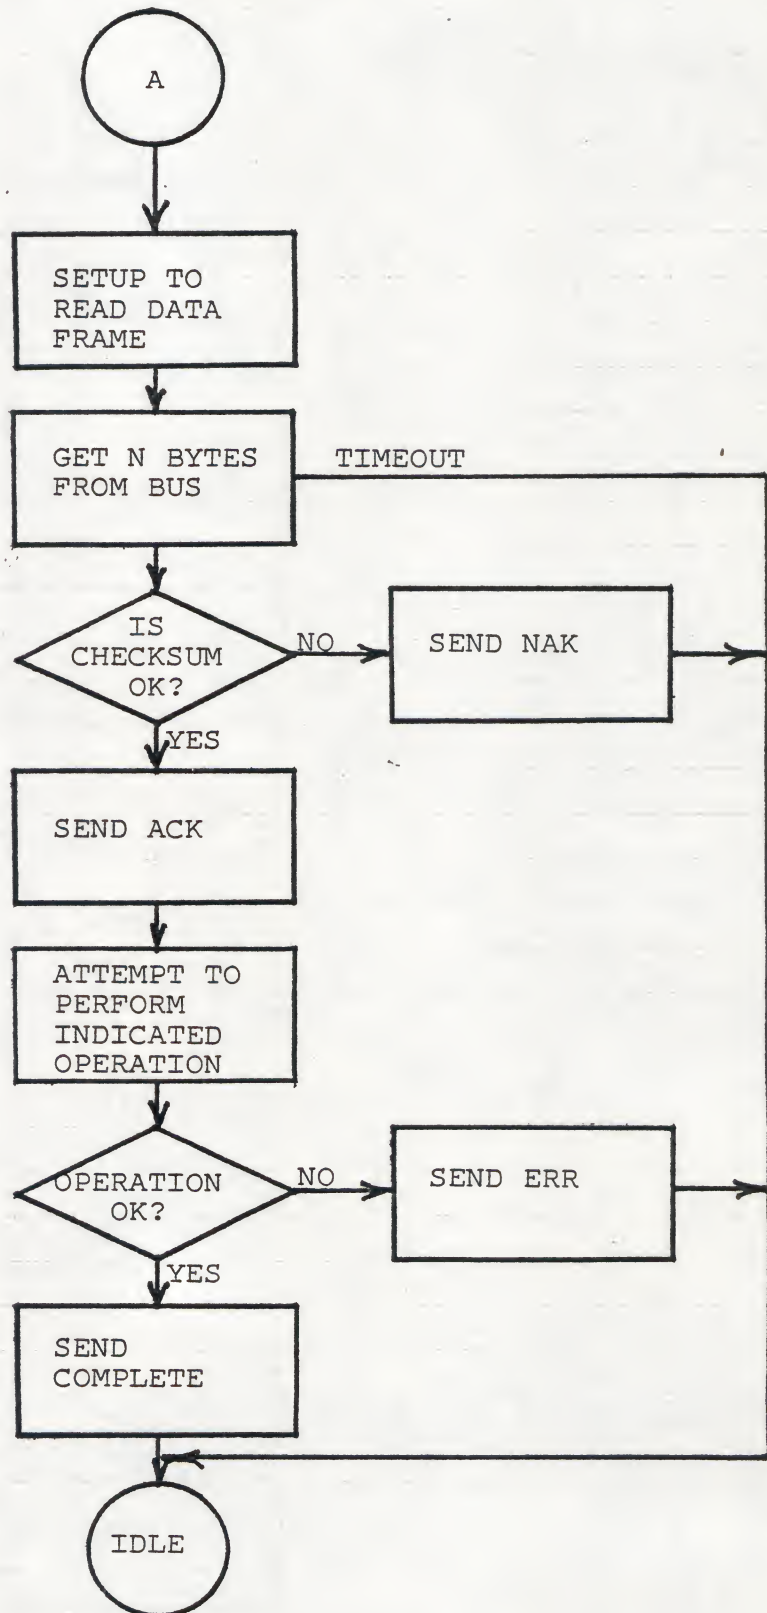 A
SETUP TO
READ DATA
FRAME
GET N BYTES
FROM BUS
TIMEOUT
IS
CHECKSUM
OK?
NO
SEND NAK
YES
SEND ACK
ATTEMPT TO
PERFORM
INDICATED
OPERATION
OPERATION
OK?
NO
SEND ERR
YES
SEND
COMPLETE
IDLE